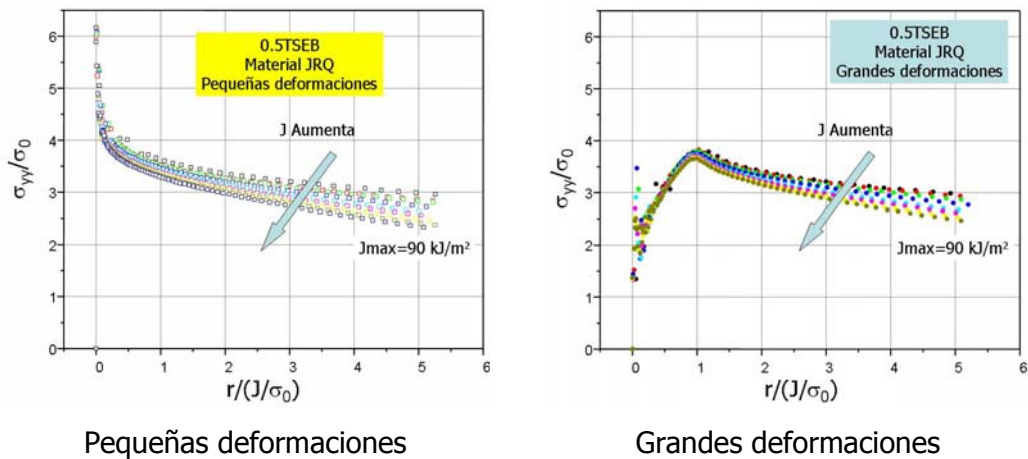 0.5TSEB
Material JRQ
Pequeñas deformaciones
J Aumenta
Jmax=90 kJ/m²
σyy/σ0
6
5
4
3
2
1
0
0 1 2 3 4 5 6
r/(J/σ0)
Pequeñas deformaciones
0.5TSEB
Material JRQ
Grandes deformaciones
J Aumenta
Jmax=90 kJ/m²
σyy/σ0
6
5
4
3
2
1
0
0 1 2 3 4 5 6
r/(J/σ0)
Grandes deformaciones